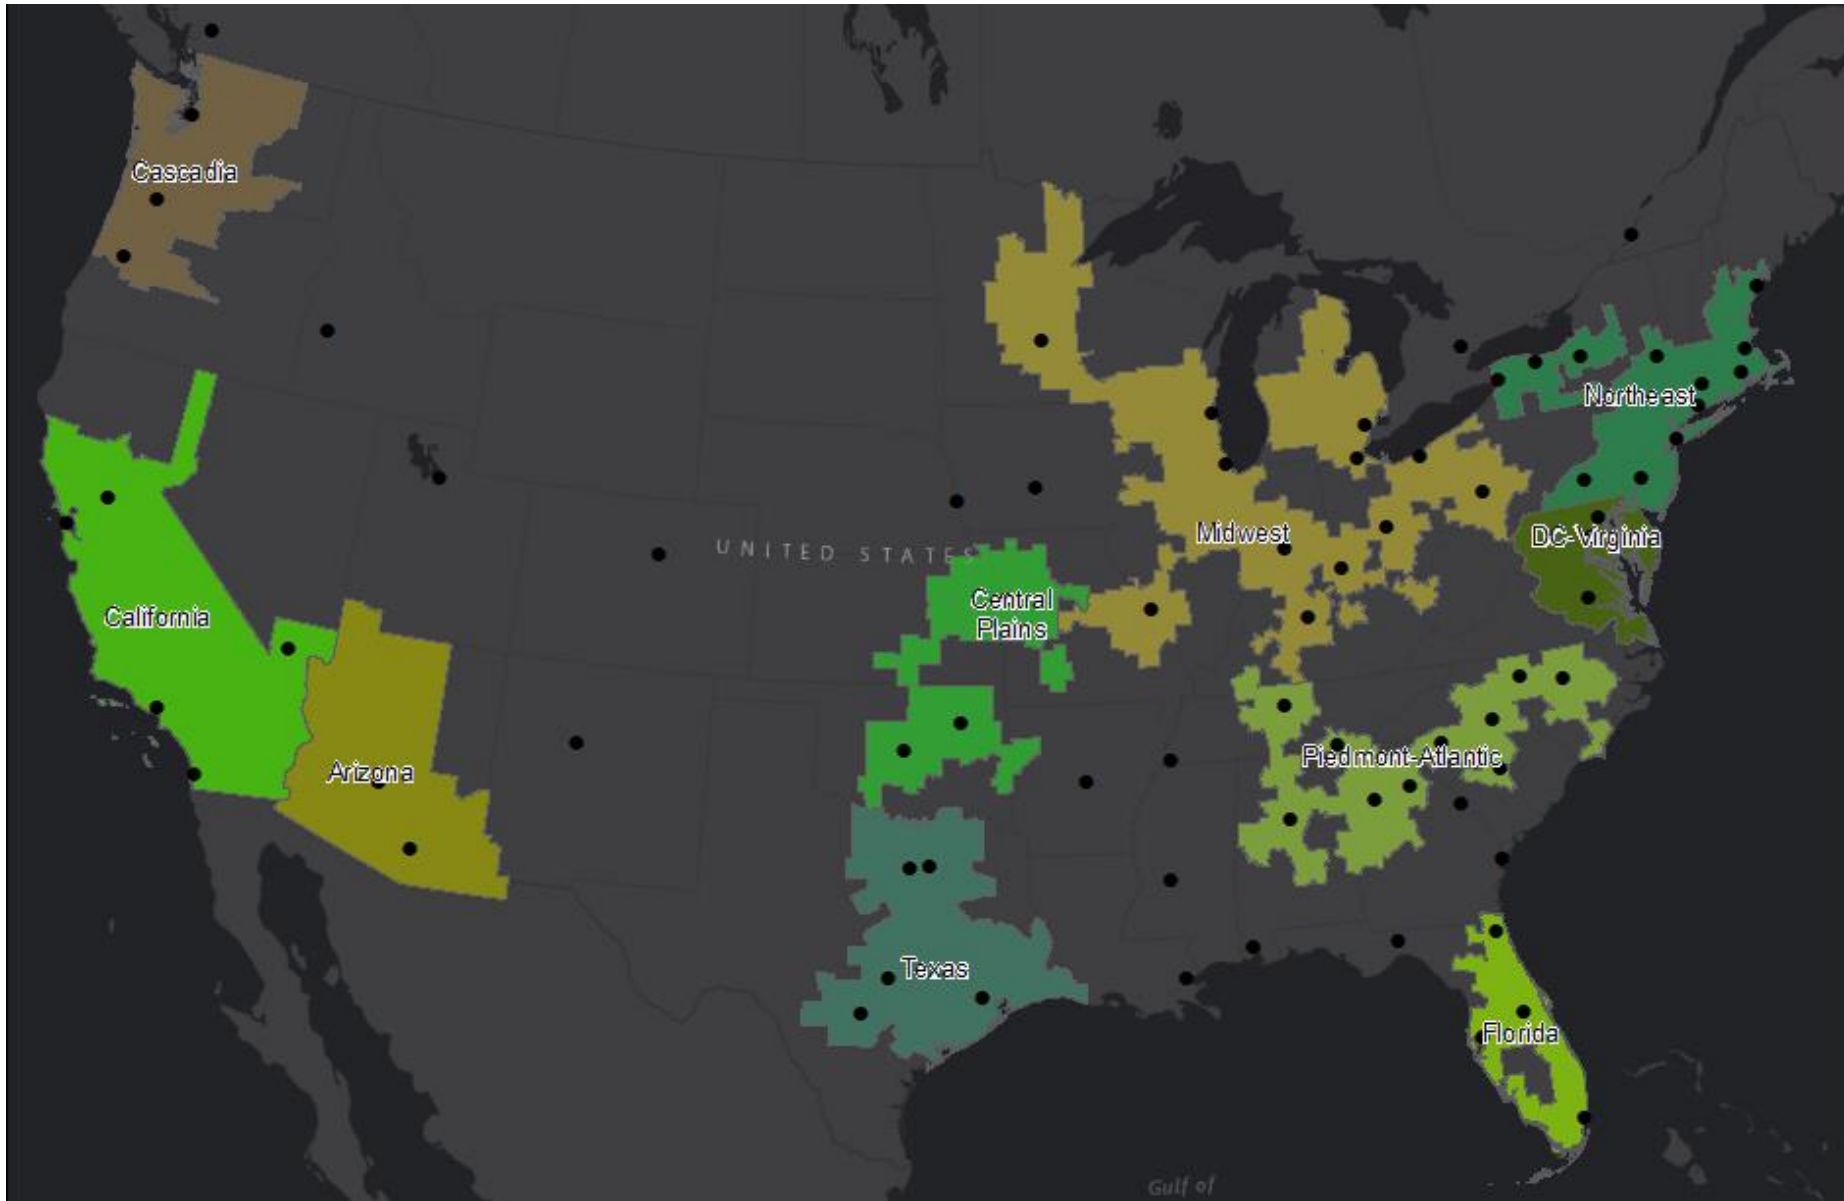 Cascadia
Northeast
Midwest
DC-Virginia
UNITED STATES
Central
Plains
California
Piedmont-Atlantic
Arizona
Texas
Florida
Gulf of